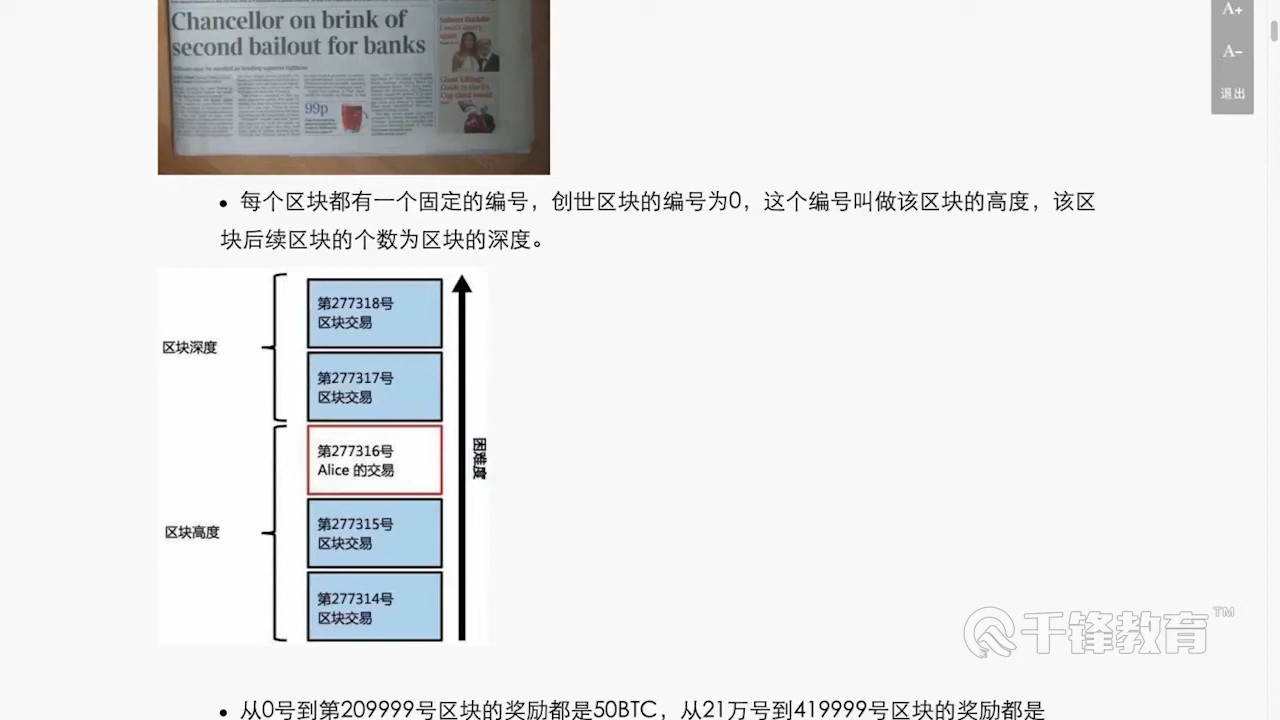 Chancellor on brink of
second bailout for banks
99p
A+
A-
退出
• 每个区块都有一个固定的编号，创世区块的编号为0，这个编号叫做该区块的高度，该区
块后续区块的个数为区块的深度。
第277318号
区块交易
区块深度
第277317号
区块交易
第277316号
Alice 的交易
困难度
第277315号
区块交易
区块高度
第277314号
区块交易
千锋教育™
• 从0号到第209999号区块的奖励都是50BTC，从21万号到419999号区块的奖励都是